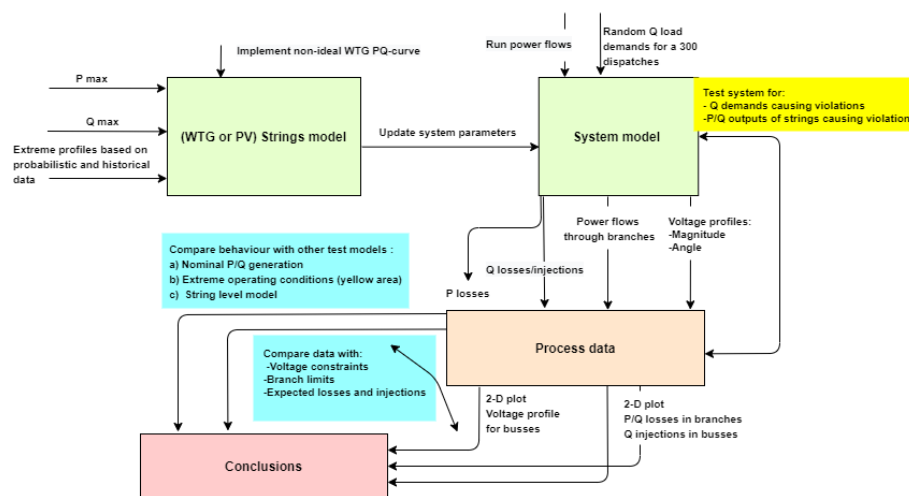 Implement non-ideal WTG PQ-curve
Run power flows
Random Q load
demands for a 300
dispatches
P max
Q max
Extreme profiles based on
probabilistic and historical
data
(WTG or PV) Strings model
Update system parameters
System model
Test system for:
- Q demands causing violations
-P/Q outputs of strings causing violation
Compare behaviour with other test models :
a) Nominal P/Q generation
b) Extreme operating conditions (yellow area)
c) String level model
P losses
Q losses/injections
Power flows
through branches
Voltage profiles:
-Magnitude
-Angle
Process data
Compare data with:
-Voltage constraints
-Branch limits
-Expected losses and injections
2-D plot
Voltage profile
for busses
2-D plot
P/Q losses in branches
Q injections in busses
Conclusions